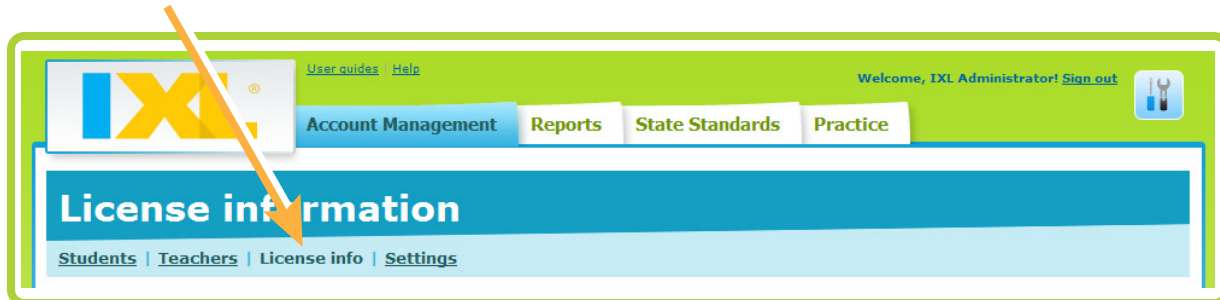 User guides | Help
Welcome, IXL Administrator! Sign out
IXL®
Account Management Reports State Standards Practice
License information
Students | Teachers | License info | Settings